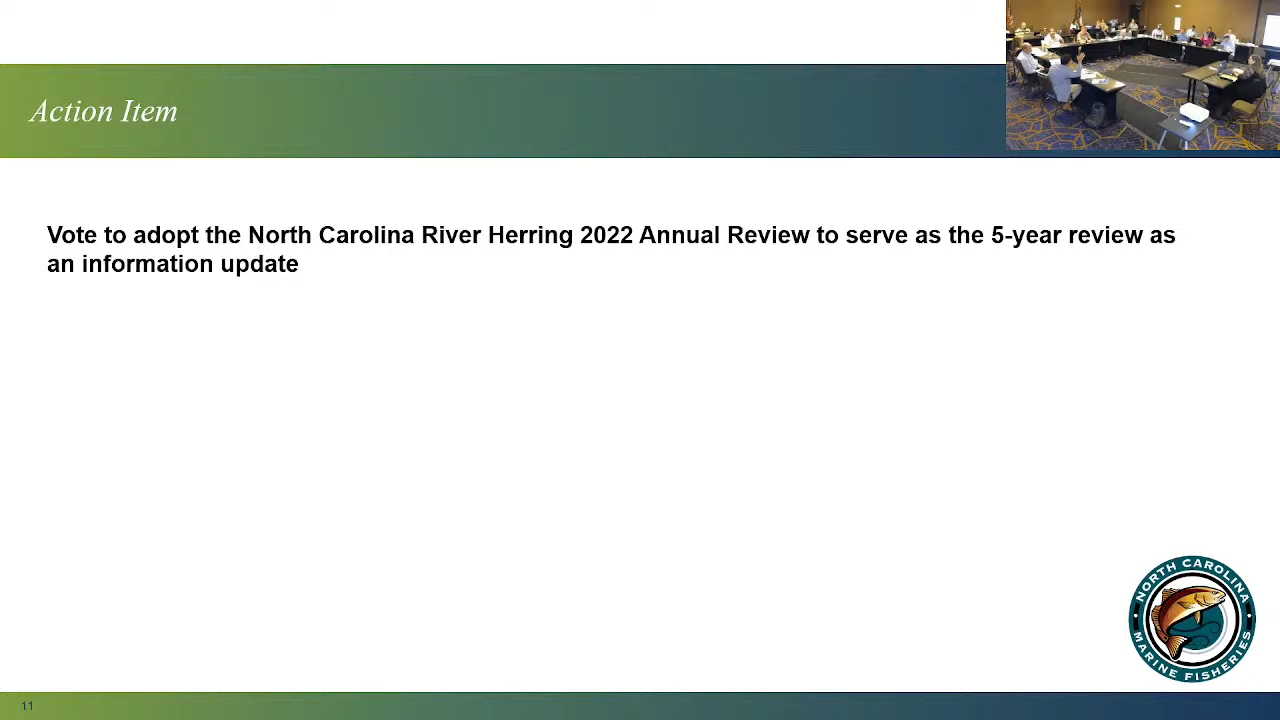 Action Item
Vote to adopt the North Carolina River Herring 2022 Annual Review to serve as the 5-year review as
an information update
NORTH CAROLINA
MARINE FISHERIES
11